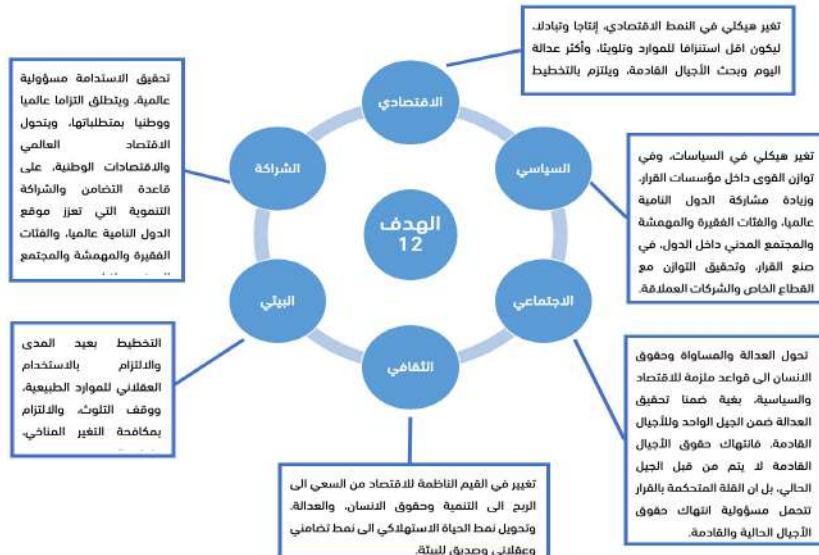 تغير هيكلي في النمط الاقتصادي، إنتاجا وتبادلا،
ليكون اقل استنزافا للموارد وتلويثا، وأكثر عدالة
اليوم وبحث الأجيال القادمة، ويلتزم بالتخطيط
الاقتصادي
تحقيق الاستدامة مسؤولية
عالمية، ويتطلق التزاما عالميا
ووطنيا بمتطلباتها، ويتحول
الاقتصاد العالمي
والاقتصادات الوطنية، على
قاعدة التضامن والشراكة
التنموية التي تعزز موقع
الدول النامية عالميا، والفئات
الفقيرة والمهمشة والمجتمع
الشراكة
السياسي
تغير هيكلي في السياسات، وفي
توازن القوى داخل مؤسسات القرار،
وزيادة مشاركة الدول النامية
عالميا، والفئات الفقيرة والمهمشة
والمجتمع المدني داخل الدول، في
صنع القرار، وتحقيق التوازن مع
القطاع الخاص والشركات العملاقة.
الهدف
12
البيئي
الاجتماعي
التخطيط بعيد المدى
والالتزام بالاستخدام
العقلاني للموارد الطبيعية،
ووقف التلوث، والالتزام
بمكافحة التغير المناخي،
تحول العدالة والمساواة وحقوق
الانسان الى قواعد ملزمة للاقتصاد
والسياسية، بغية ضمنا تحقيق
العدالة ضمن الجيل الواحد وللأجيال
القادمة. فانتهاك حقوق الأجيال
القادمة لا يتم من قبل الجيل
الحالي، بل ان القلة المتحكمة بالقرار
تتحمل مسؤولية انتهاك حقوق
الأجيال الحالية والقادمة.
الثقافي
تغيير في القيم الناظمة للاقتصاد من السعي الى
الربح الى التنمية وحقوق الانسان، والعدالة.
وتحويل نمط الحياة الاستهلاكي الى نمط تضامني
وعقلاني وصديق للبيئة.